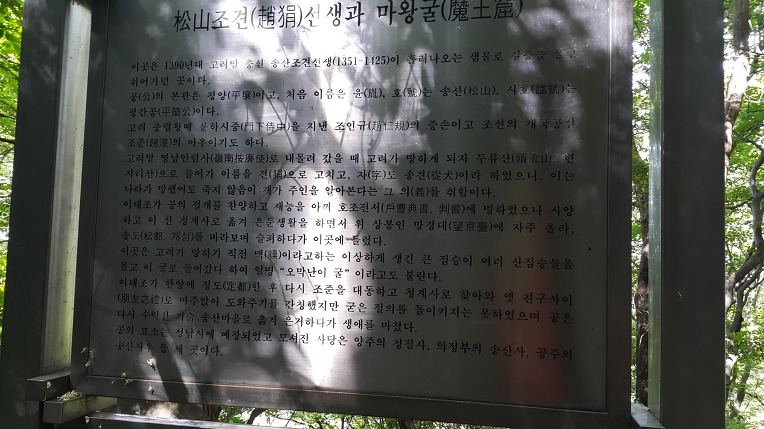 松山조견(趙狷)선생과 마왕굴(魔王窟)
이곳은 1390년대 고려말 충신 송산조견선생(1351~1425)이 흘러나오는 샘물로 갈증을 풀고
쉬어가던 곳이다.
공(公)의 본관은 평양(平壤)이고, 처음 이름은 윤(胤), 호(號)는 송산(松山), 시호(諡號)는
평간공(平簡公)이다.
고려 충렬왕때 문하시중(門下侍中)을 지낸 조인규(趙仁規)의 증손이고 조선의 개국공신
조준(趙浚)의 아우이기도 하다.
고려말 영남안렴사(嶺南按廉使)로 내몰려 갔을 때 고려가 망하게 되자 두류산(頭流山, 現
지리산)으로 들어가 이름을 견(狷)으로 고치고, 자(字)도 종견(從犬)이라 하였으니, 이는
나라가 망했어도 죽지 않음이 개가 주인을 알아본다는 그 의(義)를 취함이다.
이태조가 공의 절개를 찬양하고 재능을 아껴 호조전서(戶曹典書, 判書)에 명하였으나 사양
하고 이 산 청계사로 옮겨 은둔생활을 하면서 위 상봉인 망경대(望京臺)에 자주 올라,
송도(松都, 개성)를 바라보며 슬퍼하다가 이곳에 들렀다.
이곳은 고려가 망하기 직전 맥(貘)이라고하는 이상하게 생긴 큰 짐승이 여러 산짐승들을
몰고 이 굴로 들어갔다 하여 일명 "오막난이 굴" 이라고도 불린다.
이태조가 한양에 정도(定都)한 후 다시 조준을 대동하고 청계사로 찾아와 옛 친구사이
(朋友之禮)로 마주앉아 도와주기를 간청했지만 굳은 절의를 돌이키지는 못하였으며 공은
다시 수락산 기슭 송산마을로 옮겨 은거하다가 생애를 마쳤다.
공의 묘소는 성남시에 예장되었고 모셔진 사당은 양주의 정절사, 의정부의 송산사, 공주의
송산사우 등 세 곳이다.